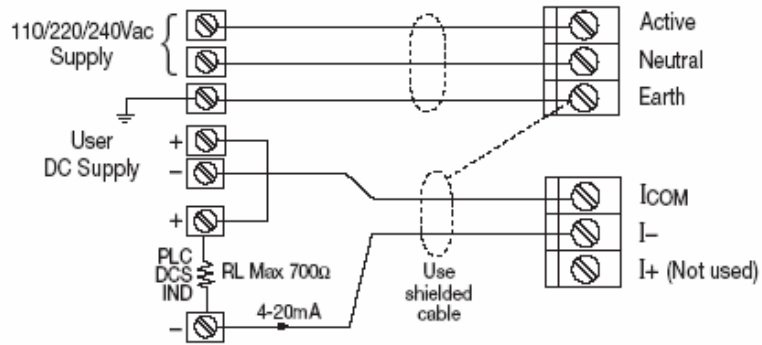 110/220/240Vac
Supply
Active
Neutral
Earth
User
DC Supply
+
−
+
PLC
DCS
IND
RL Max 700Ω
−
4-20mA
Use
shielded
cable
ICOM
I−
I+ (Not used)